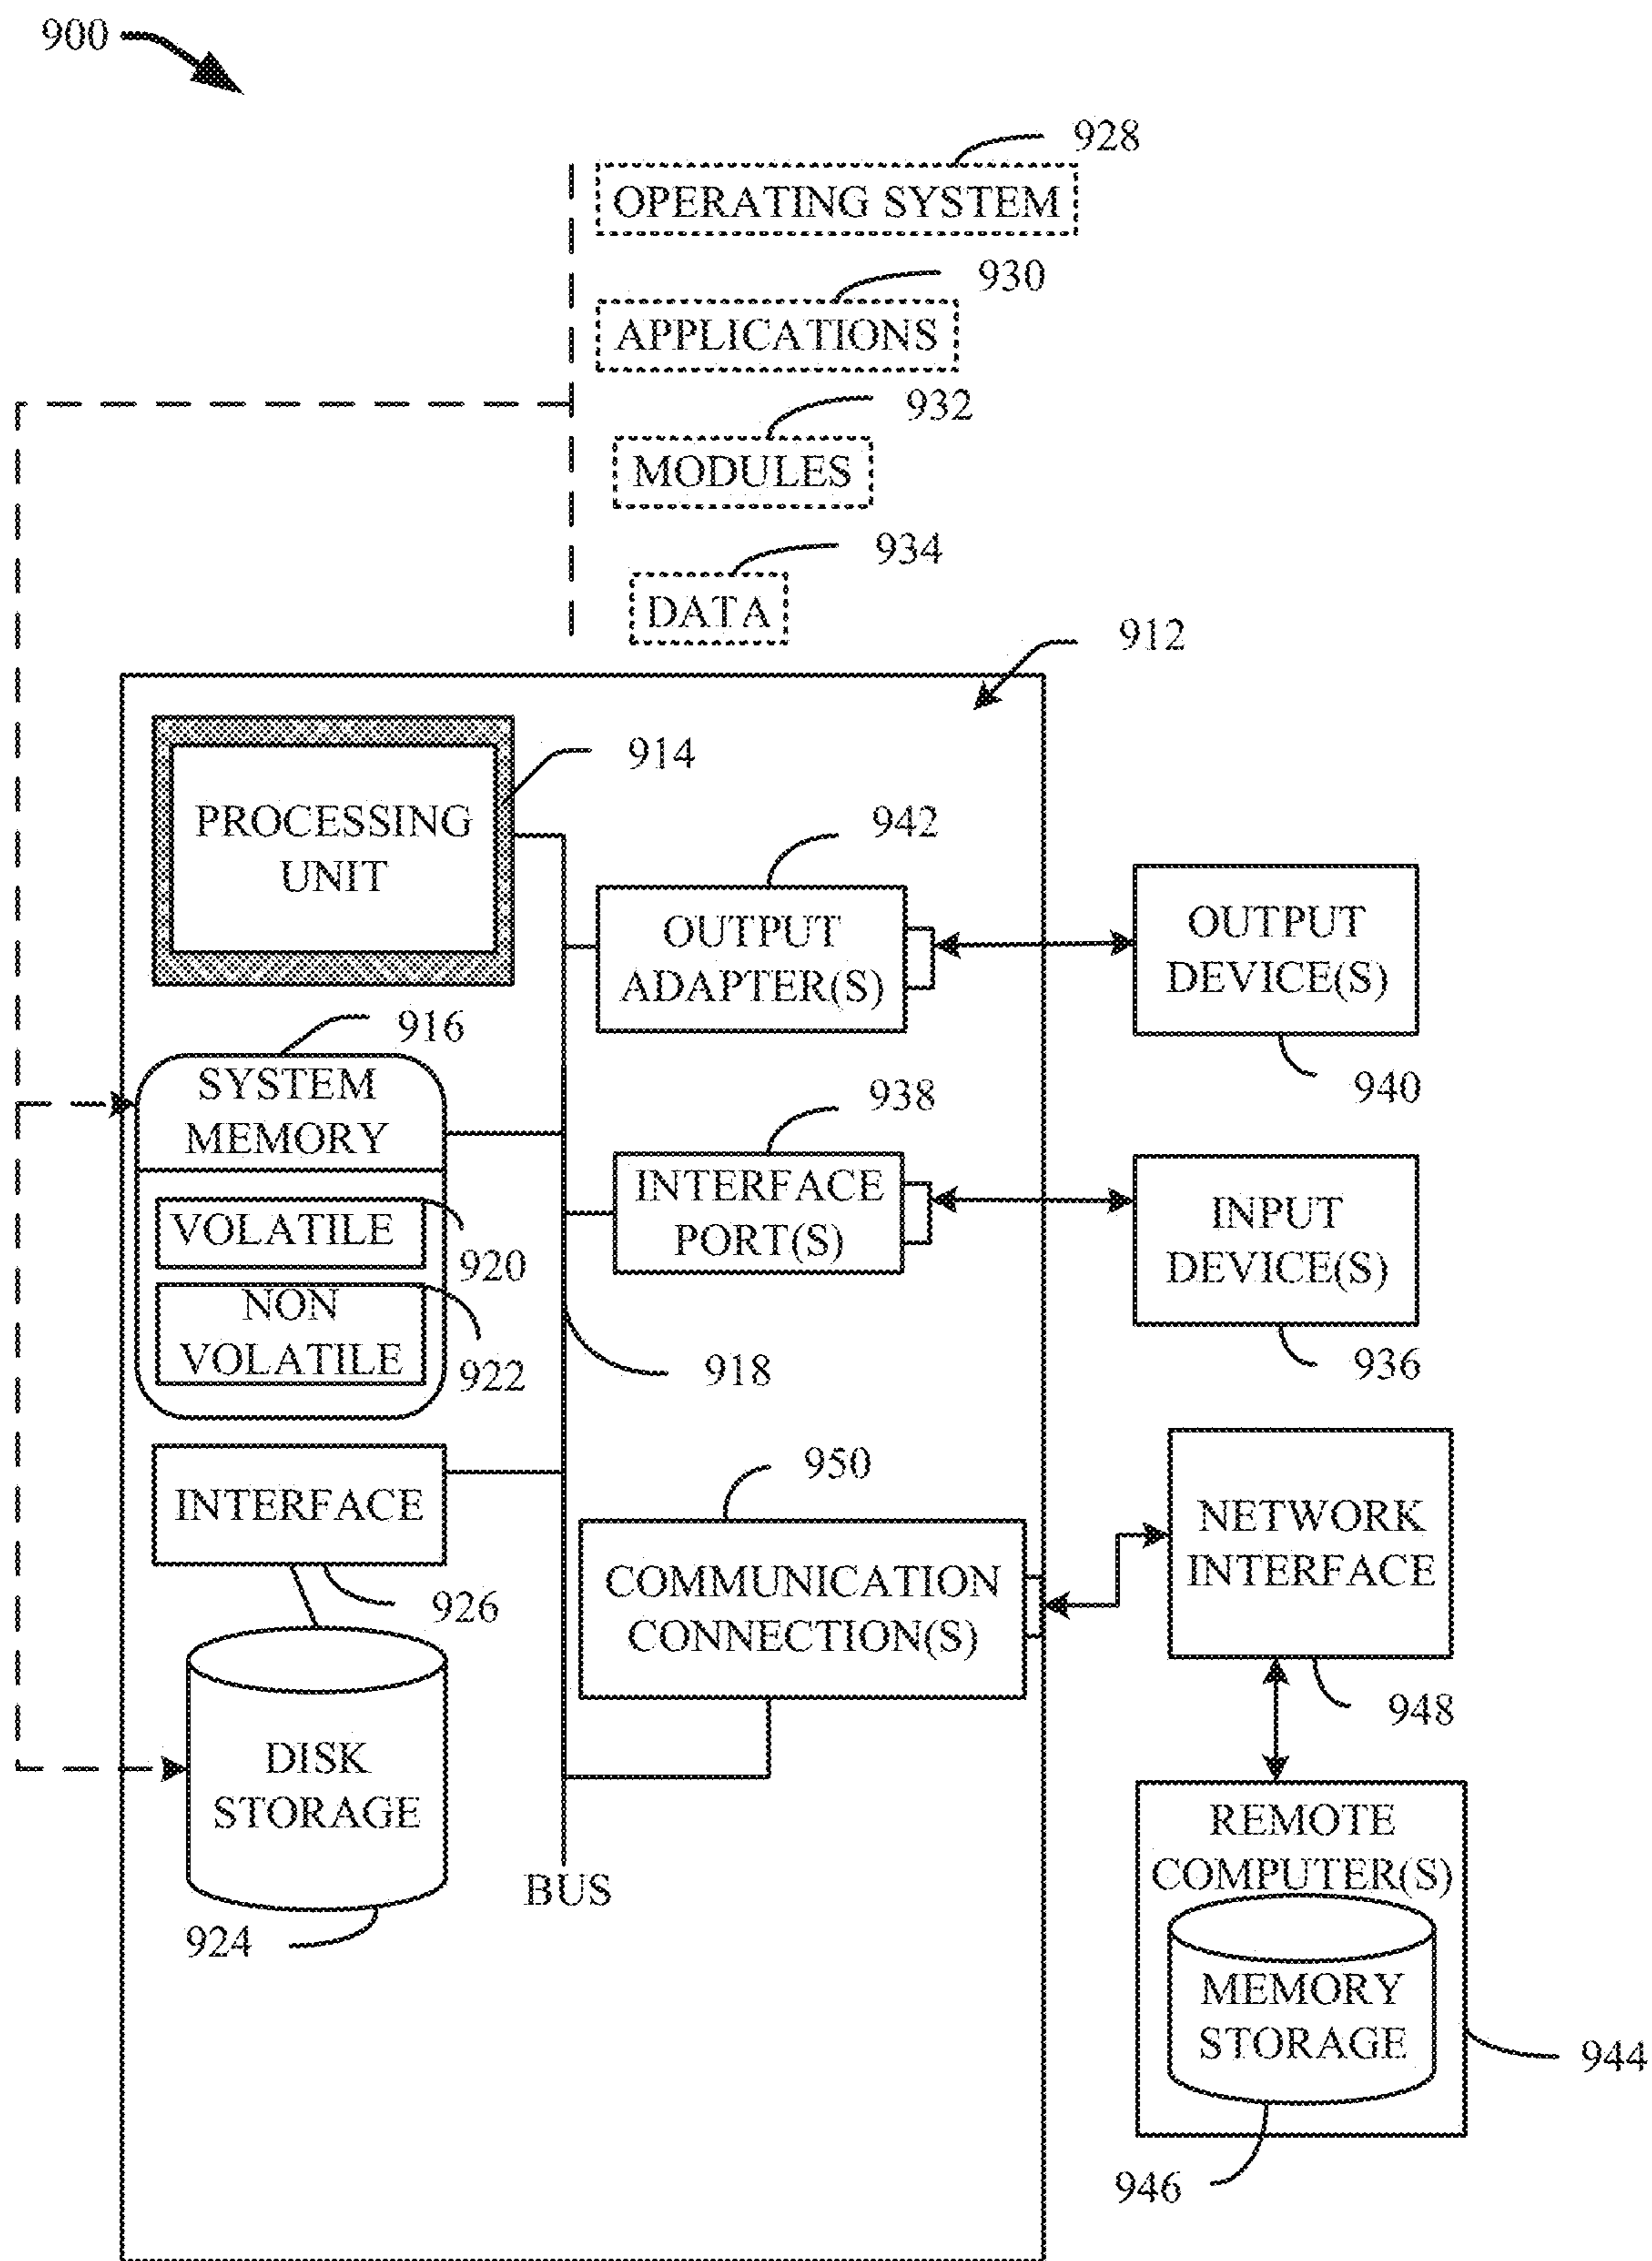 900
928
OPERATING SYSTEM
930
APPLICATIONS
932
MODULES
934
DATA
912
914
PROCESSING
UNIT
942
OUTPUT
ADAPTER(S)
OUTPUT
DEVICE(S)
940
916
SYSTEM
MEMORY
VOLATILE
920
NON
VOLATILE
922
938
INTERFACE
PORT(S)
INPUT
DEVICE(S)
936
918
INTERFACE
926
950
COMMUNICATION
CONNECTION(S)
NETWORK
INTERFACE
948
DISK
STORAGE
924
BUS
REMOTE
COMPUTER(S)
MEMORY
STORAGE
944
946